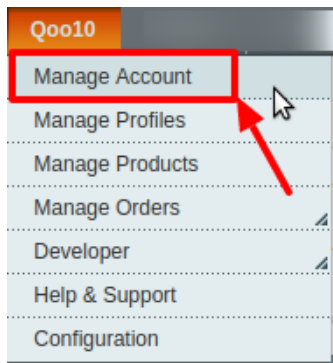 Qoo10
Manage Account
Manage Profiles
Manage Products
Manage Orders
Developer
Help & Support
Configuration